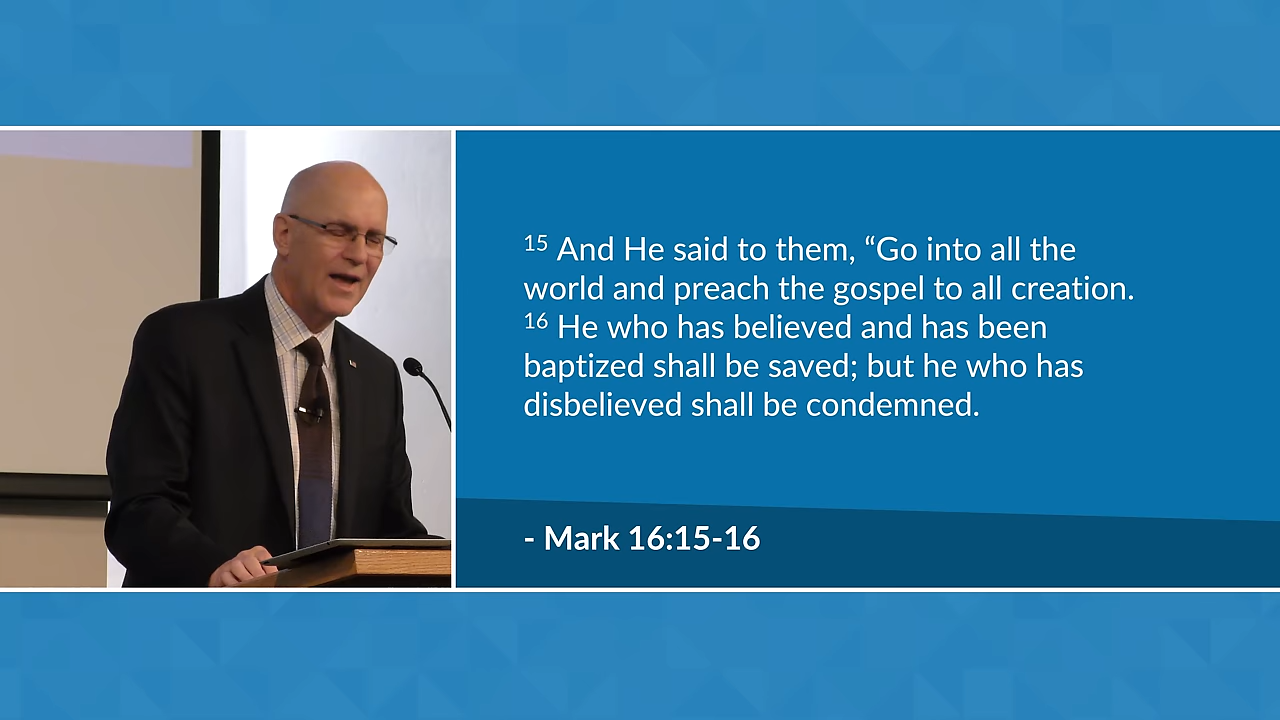 15 And He said to them, “Go into all the
world and preach the gospel to all creation.
16 He who has believed and has been
baptized shall be saved; but he who has
disbelieved shall be condemned.
- Mark 16:15-16